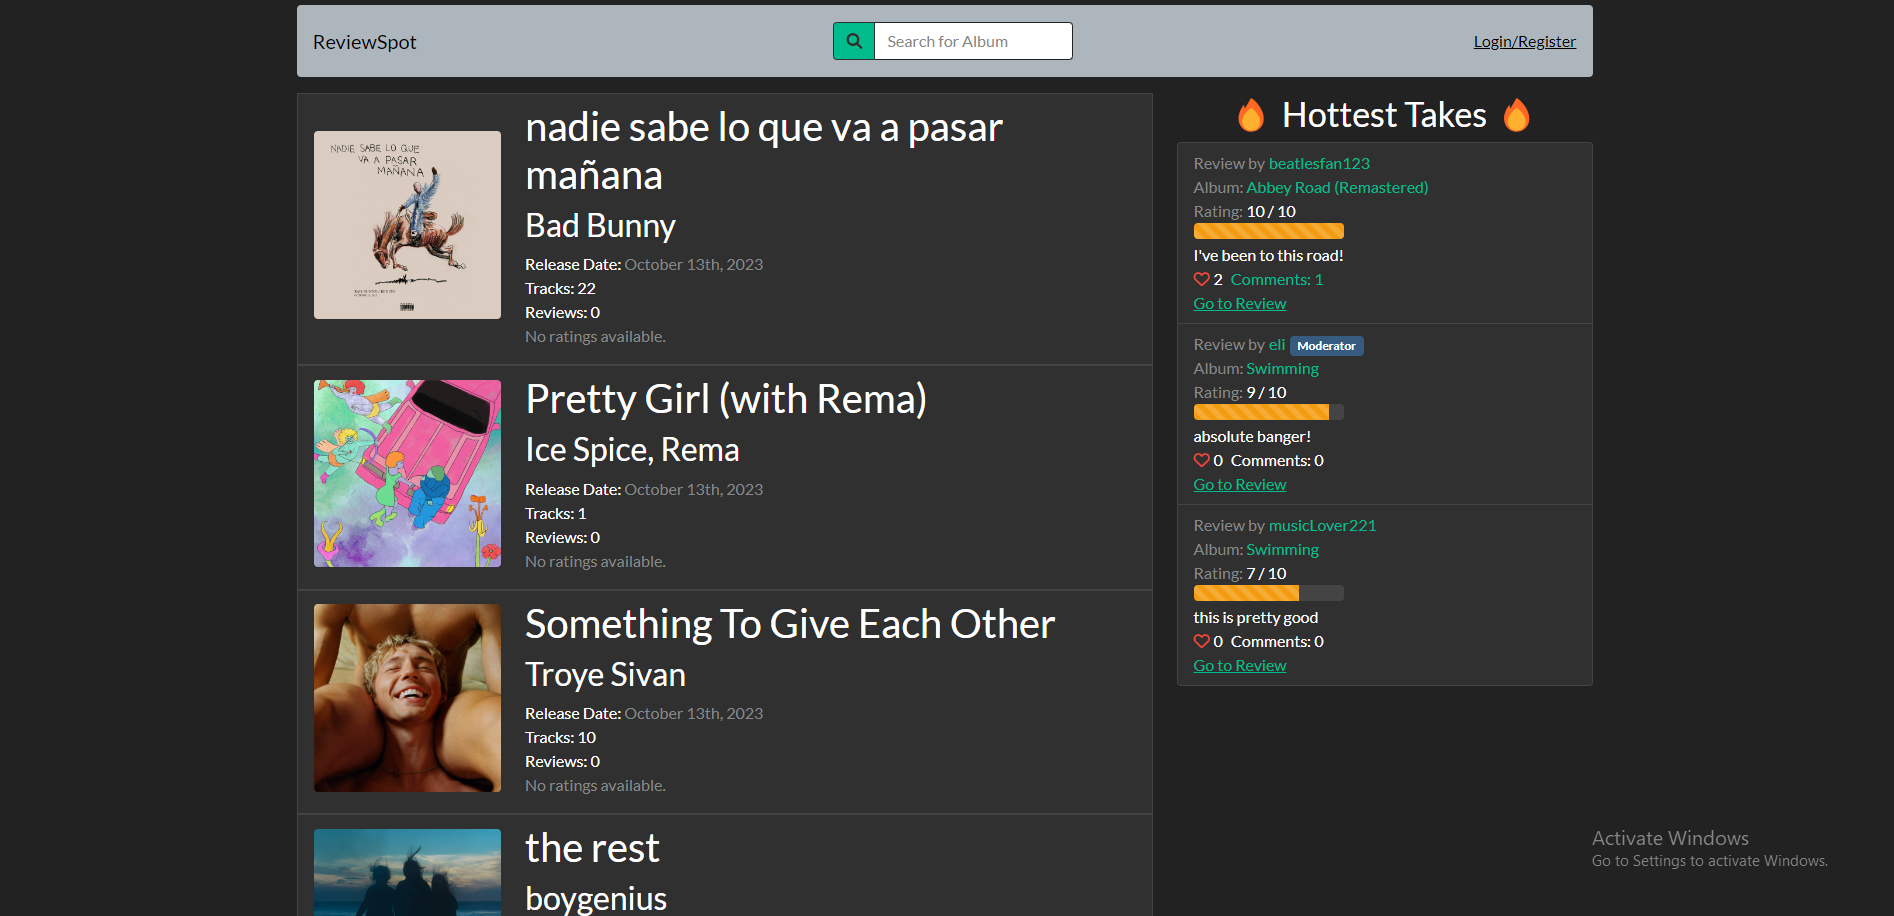 ReviewSpot
Search for Album
Login/Register
NADIE SABE LO QUE
VA A PASAR
MAÑANA
nadie sabe lo que va a pasar
mañana
Bad Bunny
Release Date: October 13th, 2023
Tracks: 22
Reviews: 0
No ratings available.
Pretty Girl (with Rema)
Ice Spice, Rema
Release Date: October 13th, 2023
Tracks: 1
Reviews: 0
No ratings available.
Something To Give Each Other
Troye Sivan
Release Date: October 13th, 2023
Tracks: 10
Reviews: 0
No ratings available.
the rest
boygenius
Hottest Takes
Review by beatlesfan123
Album: Abbey Road (Remastered)
Rating: 10 / 10
I've been to this road!
2 Comments: 1
Go to Review
Review by eli Moderator
Album: Swimming
Rating: 9 / 10
absolute banger!
0 Comments: 0
Go to Review
Review by musicLover221
Album: Swimming
Rating: 7 / 10
this is pretty good
0 Comments: 0
Go to Review
Activate Windows
Go to Settings to activate Windows.